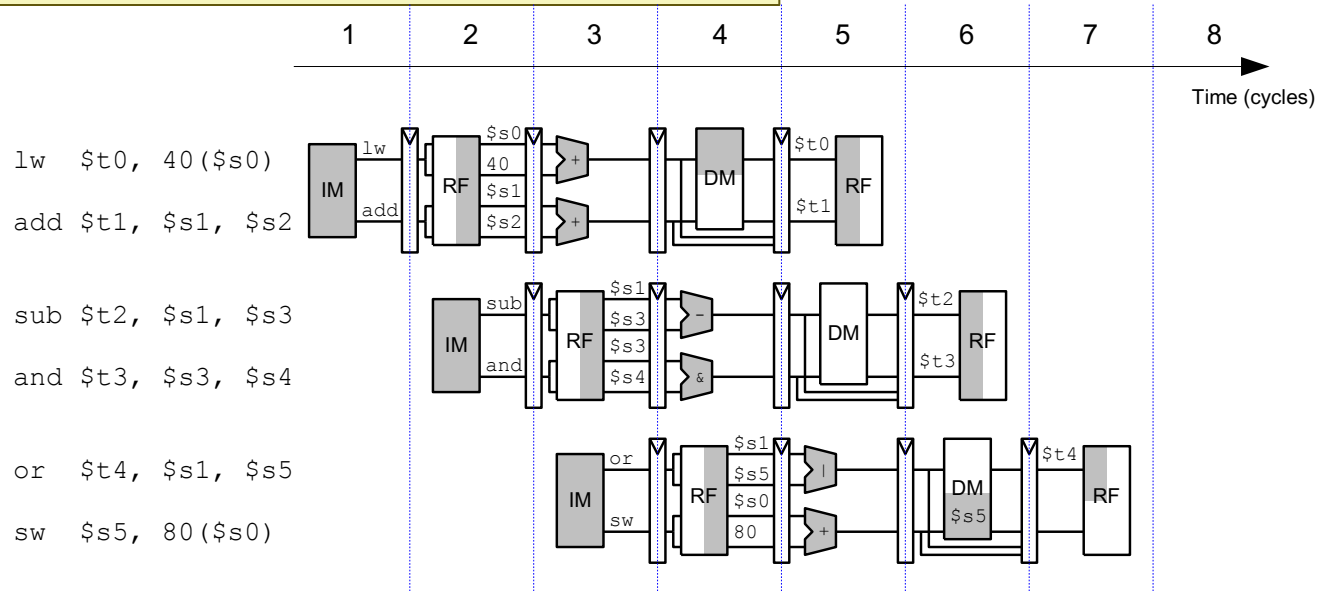 1 2 3 4 5 6 7 8
Time (cycles)
lw $t0, 40($s0)
add $t1, $s1, $s2
IM
lw
add
RF
$s0
40
$s1
$s2
+
+
DM
$t0
$t1
RF
sub $t2, $s1, $s3
and $t3, $s3, $s4
IM
sub
and
RF
$s1
$s3
$s3
$s4
-
&
DM
$t2
$t3
RF
or $t4, $s1, $s5
sw $s5, 80($s0)
IM
or
sw
RF
$s1
$s5
$s0
80
|
+
DM
$s5
$t4
RF